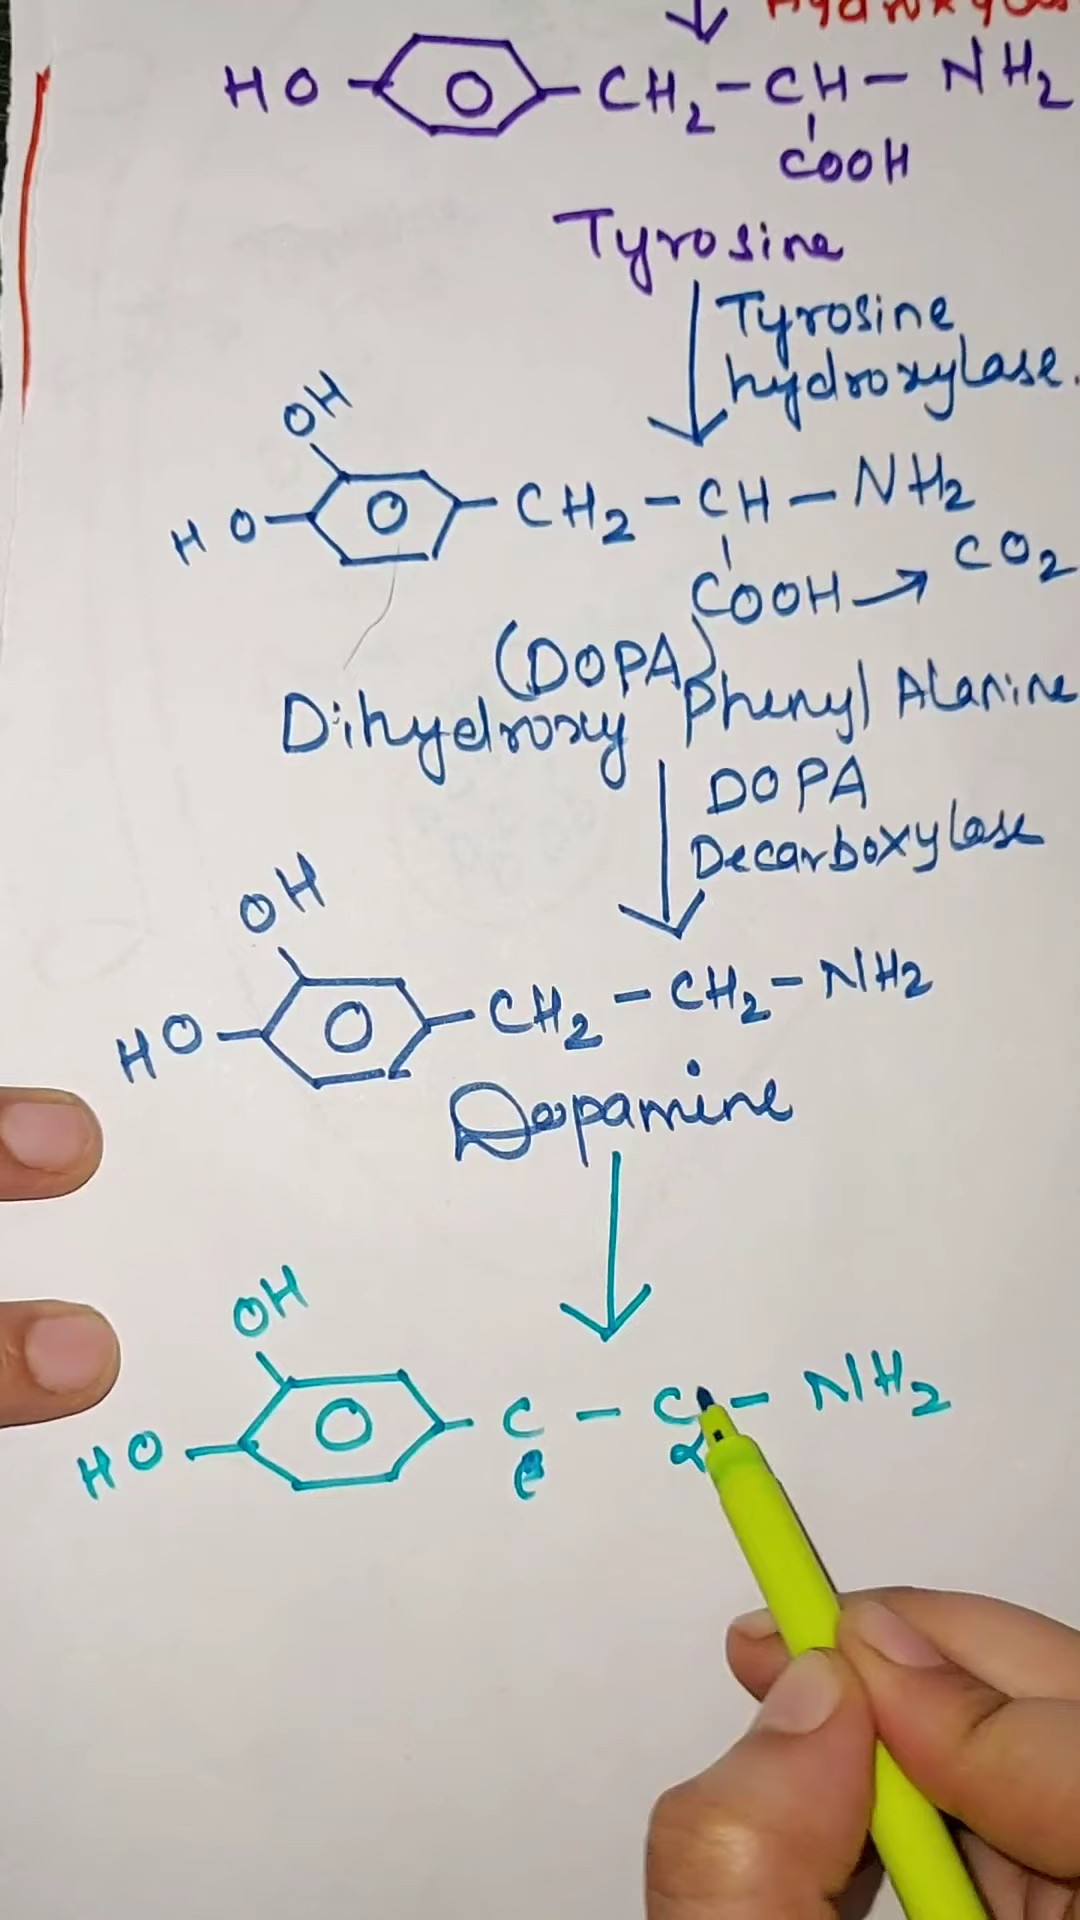 HO CH2-CH-NH2
COOH
Tyrosine
Tyrosine
hydroxylase.
OH
HO CH2-CH-NH2
COOH→CO2
(DOPA)
Dihydroxy Phenyl Alanine
DOPA
Decarboxylase
OH
HO CH2-CH2-NH2
Dopamine
OH
HO C-C-NH2
β α